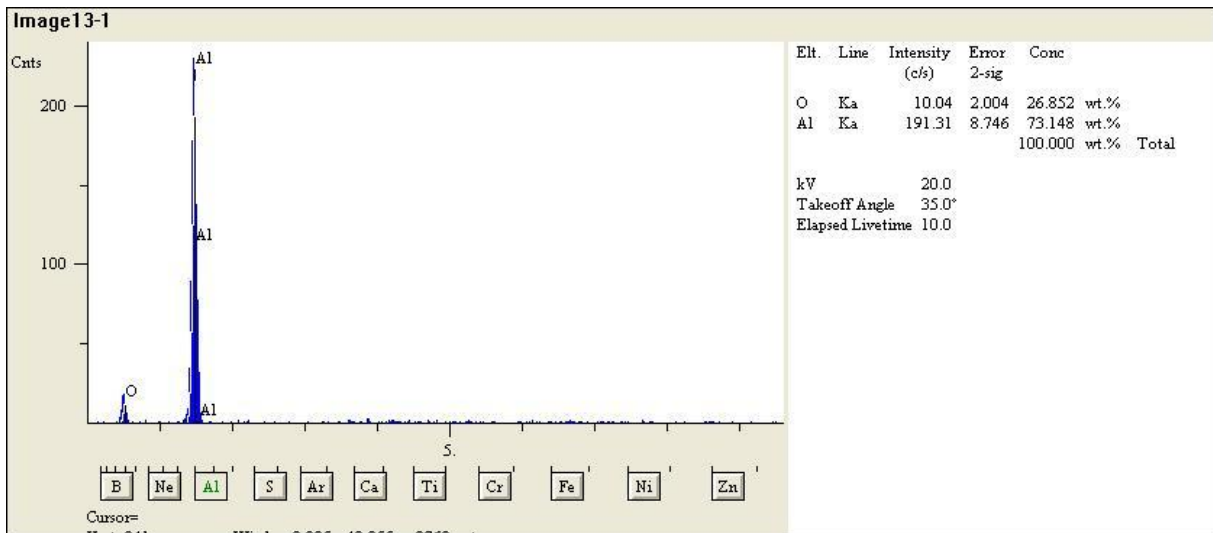 Image13-1
Cnts
200
100
Al
Al
O
Al
5.
B Ne Al S Ar Ca Ti Cr Fe Ni Zn
Cursor=
Elt. Line Intensity Error Conc
(c/s) 2-sig
O Ka 10.04 2.004 26.852 wt.%
Al Ka 191.31 8.746 73.148 wt.%
100.000 wt.% Total
kV 20.0
Takeoff Angle 35.0°
Elapsed Livetime 10.0